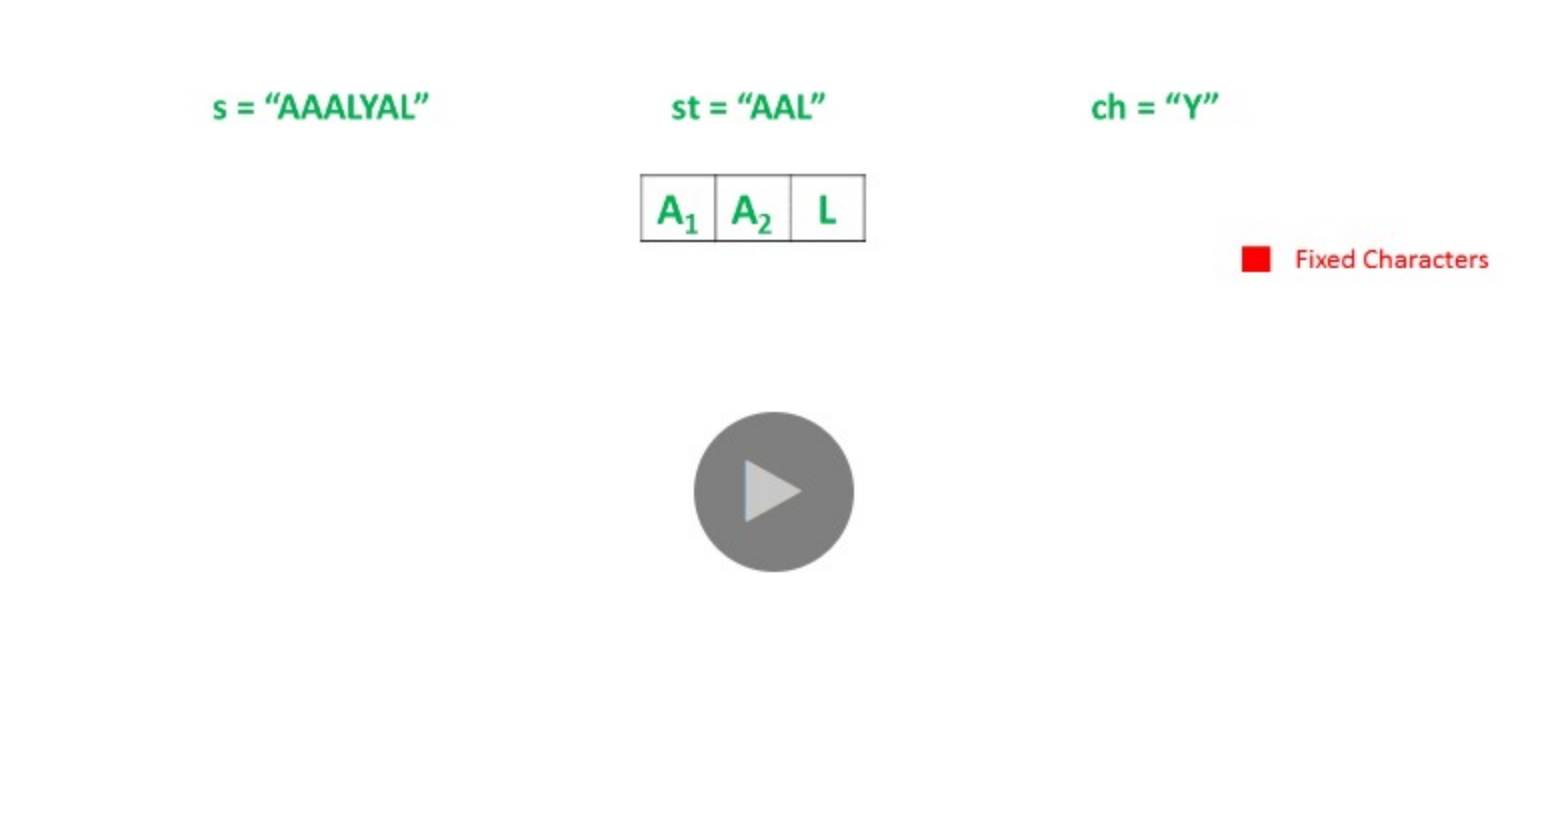 s = “AAALYAL” st = “AAL” ch = “Y”
A₁ A₂ L
Fixed Characters